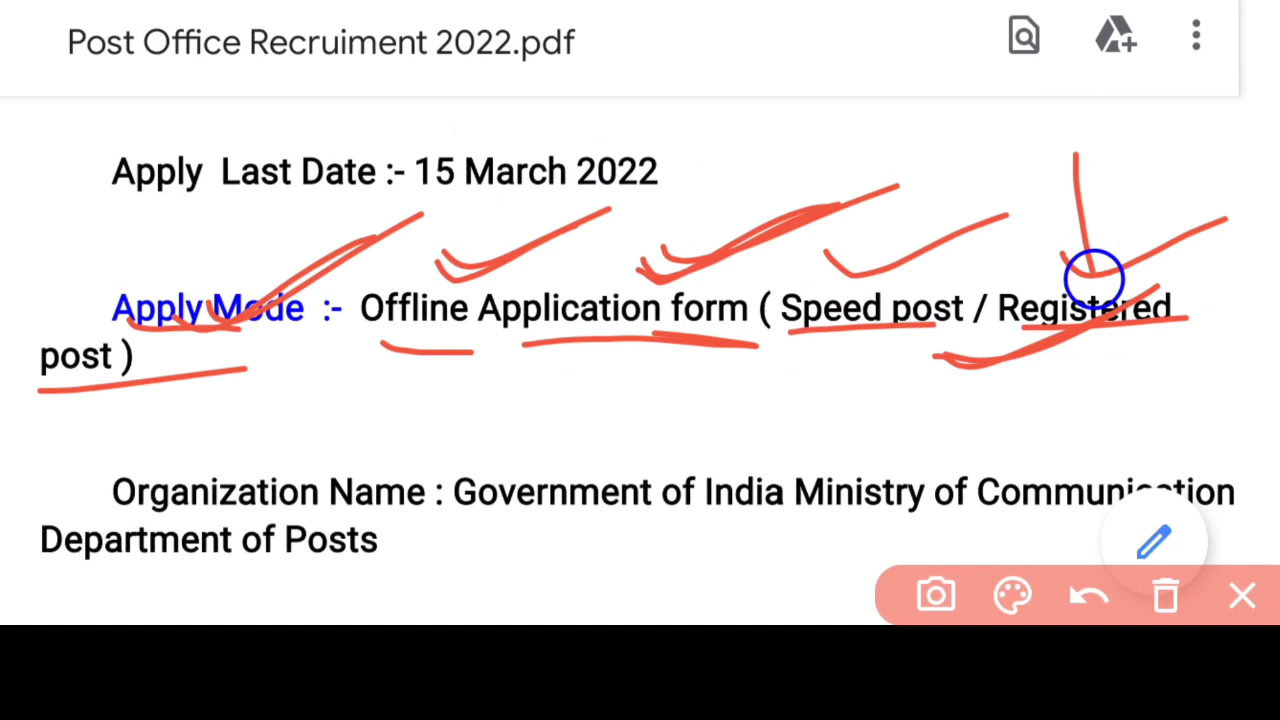 Post Office Recruiment 2022.pdf
Apply Last Date :- 15 March 2022
Apply Mode :- Offline Application form ( Speed post / Registered
post )
Organization Name : Government of India Ministry of Communication
Department of Posts